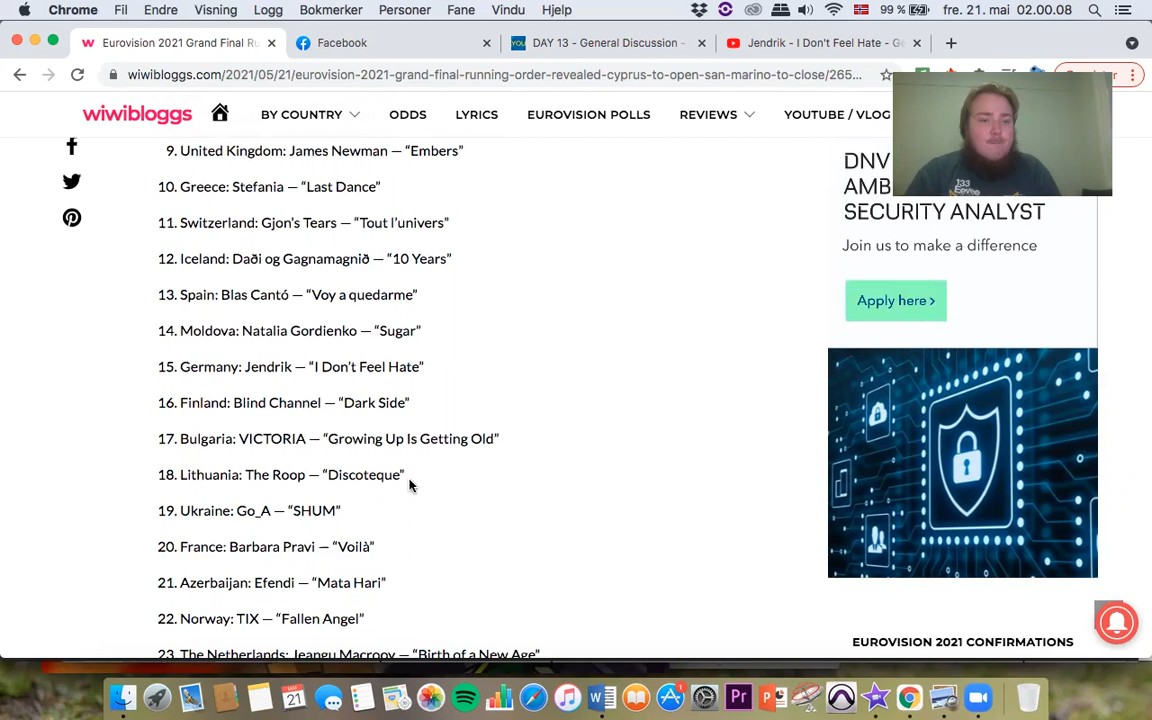 Chrome Fil Endre Visning Logg Bokmerker Personer Fane Vindu Hjelp 99 % fre. 21. mai 02.00.08
Eurovision 2021 Grand Final Ru Facebook DAY 13 - General Discussion - Jendrik - I Don't Feel Hate - Ge
wiwibloggs.com/2021/05/21/eurovision-2021-grand-final-running-order-revealed-cyprus-to-open-san-marino-to-close/265...
wiwibloggs BY COUNTRY ODDS LYRICS EUROVISION POLLS REVIEWS YOUTUBE / VLOG
9. United Kingdom: James Newman — “Embers”
10. Greece: Stefania — “Last Dance”
11. Switzerland: Gjon’s Tears — “Tout l’univers”
12. Iceland: Daði og Gagnamagnið — “10 Years”
13. Spain: Blas Cantó — “Voy a quedarme”
14. Moldova: Natalia Gordienko — “Sugar”
15. Germany: Jendrik — “I Don’t Feel Hate”
16. Finland: Blind Channel — “Dark Side”
17. Bulgaria: VICTORIA — “Growing Up Is Getting Old”
18. Lithuania: The Roop — “Discoteque”
19. Ukraine: Go_A — “SHUM”
20. France: Barbara Pravi — “Voilà”
21. Azerbaijan: Efendi — “Mata Hari”
22. Norway: TIX — “Fallen Angel”
23. The Netherlands: Jeangu Macrooy — “Birth of a New Age”
DNV
AMB
SECURITY ANALYST
Join us to make a difference
Apply here >
133
Eevee
EUROVISION 2021 CONFIRMATIONS